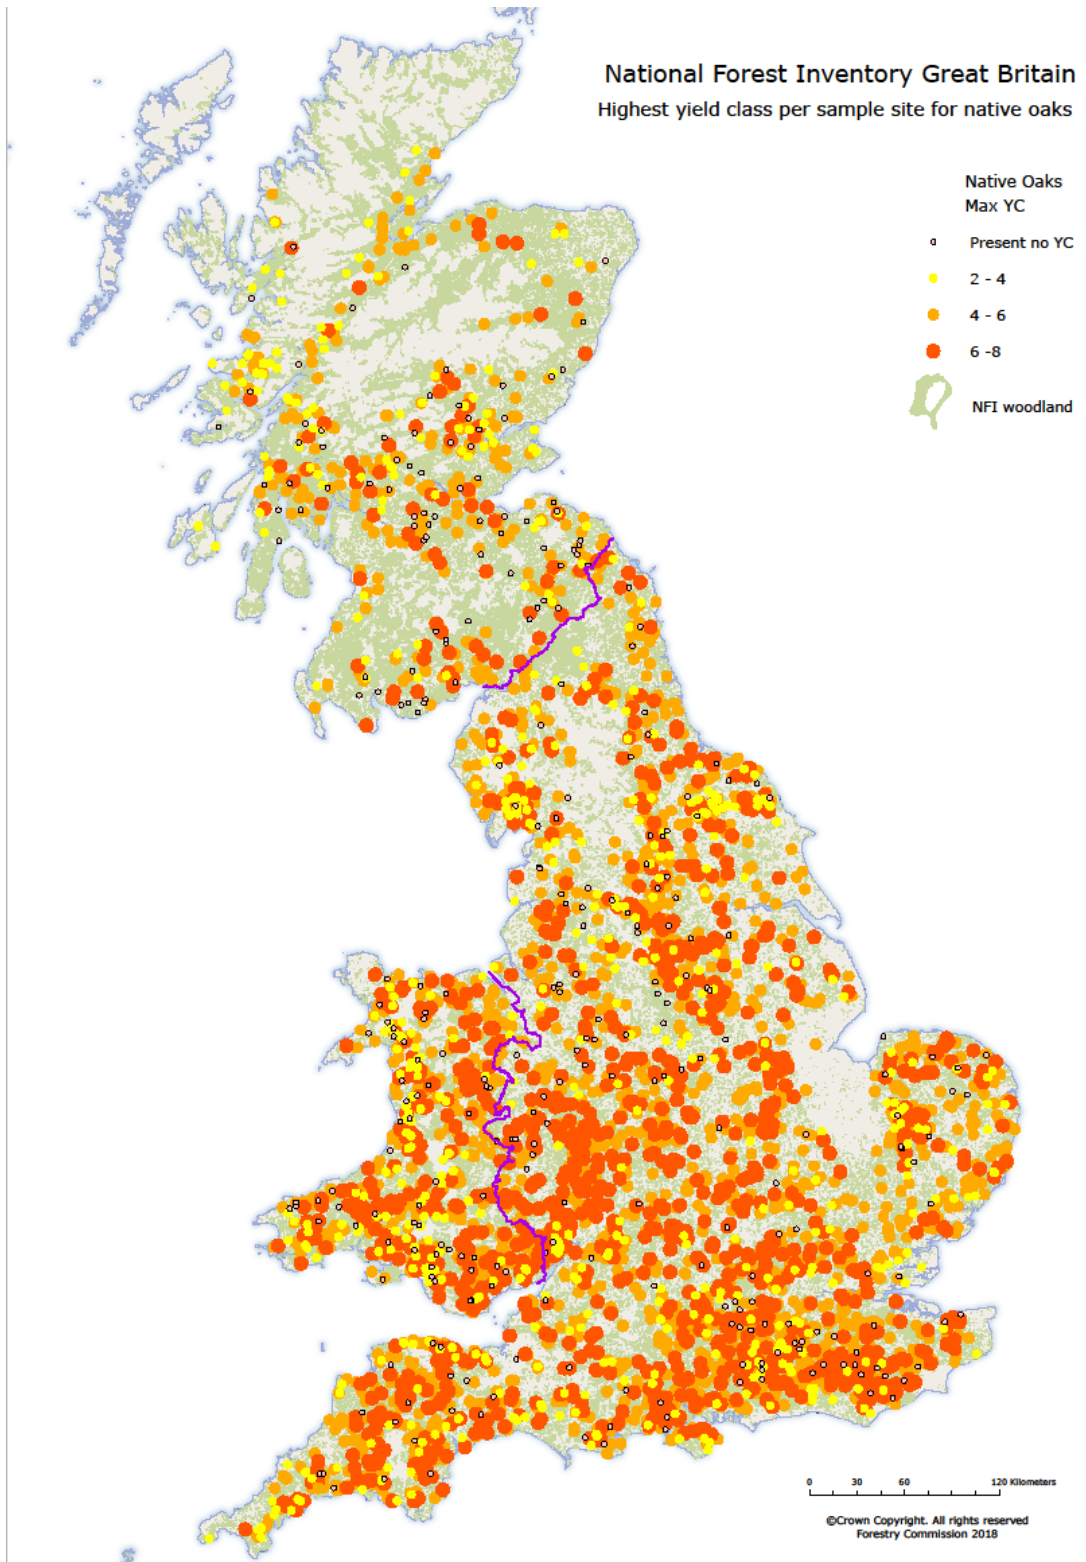 National Forest Inventory Great Britain
Highest yield class per sample site for native oaks
Native Oaks
Max YC
Present no YC
2 - 4
4 - 6
6 -8
NFI woodland
0 30 60 120 Kilometers
©Crown Copyright. All rights reserved
Forestry Commission 2018